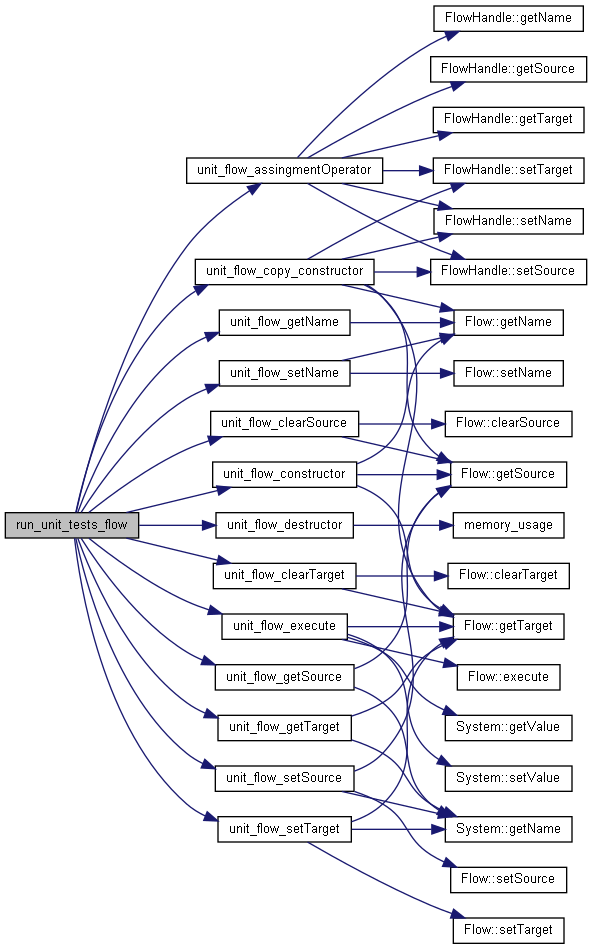 FlowHandle::getName
FlowHandle::getSource
FlowHandle::getTarget
unit_flow_assingmentOperator
FlowHandle::setTarget
FlowHandle::setName
unit_flow_copy_constructor
FlowHandle::setSource
unit_flow_getName
Flow::getName
unit_flow_setName
Flow::setName
unit_flow_clearSource
Flow::clearSource
unit_flow_constructor
Flow::getSource
run_unit_tests_flow
unit_flow_destructor
memory_usage
unit_flow_clearTarget
Flow::clearTarget
unit_flow_execute
Flow::getTarget
unit_flow_getSource
Flow::execute
unit_flow_getTarget
System::getValue
unit_flow_setSource
System::setValue
unit_flow_setTarget
System::getName
Flow::setSource
Flow::setTarget